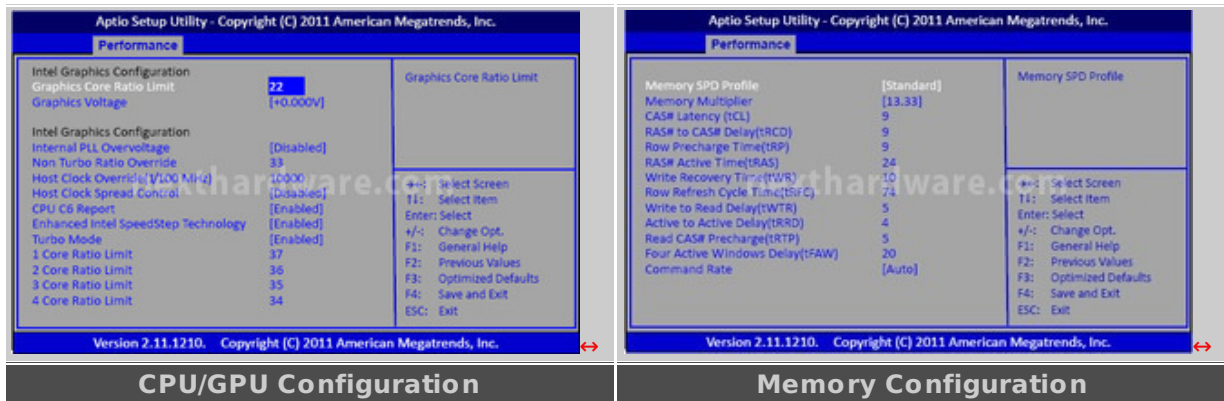 Aptio Setup Utility - Copyright (C) 2011 American Megatrends, Inc.
Performance
Intel Graphics Configuration
Graphics Core Ratio Limit 22
Graphics Voltage [+0.000V]
Intel Graphics Configuration
Internal PLL Overvoltage [Disabled]
Non Turbo Ratio Override 33
Host Clock Override(1/100 MHz) 10000
Host Clock Spread Control [Disabled]
CPU C6 Report [Enabled]
Enhanced Intel SpeedStep Technology [Enabled]
Turbo Mode [Enabled]
1 Core Ratio Limit 37
2 Core Ratio Limit 36
3 Core Ratio Limit 35
4 Core Ratio Limit 34
Graphics Core Ratio Limit
Select Screen
↑↓: Select Item
Enter: Select
+/-: Change Opt.
F1: General Help
F2: Previous Values
F3: Optimized Defaults
F4: Save and Exit
ESC: Exit
Version 2.11.1210. Copyright (C) 2011 American Megatrends, Inc.
CPU/GPU Configuration
Aptio Setup Utility - Copyright (C) 2011 American Megatrends, Inc.
Performance
Memory SPD Profile [Standard]
Memory Multiplier [13.33]
CAS# Latency (tCL) 9
RAS# to CAS# Delay(tRCD) 9
Row Precharge Time(tRP) 9
RAS# Active Time(tRAS) 24
Write Recovery Time(tWR) 10
Row Refresh Cycle Time(tRFC) 74
Write to Read Delay(tWTR) 5
Active to Active Delay(tRRD) 4
Read CAS# Precharge(tRTP) 5
Four Active Windows Delay(tFAW) 20
Command Rate [Auto]
Memory SPD Profile
Select Screen
↑↓: Select Item
Enter: Select
+/-: Change Opt.
F1: General Help
F2: Previous Values
F3: Optimized Defaults
F4: Save and Exit
ESC: Exit
Version 2.11.1210. Copyright (C) 2011 American Megatrends, Inc.
Memory Configuration